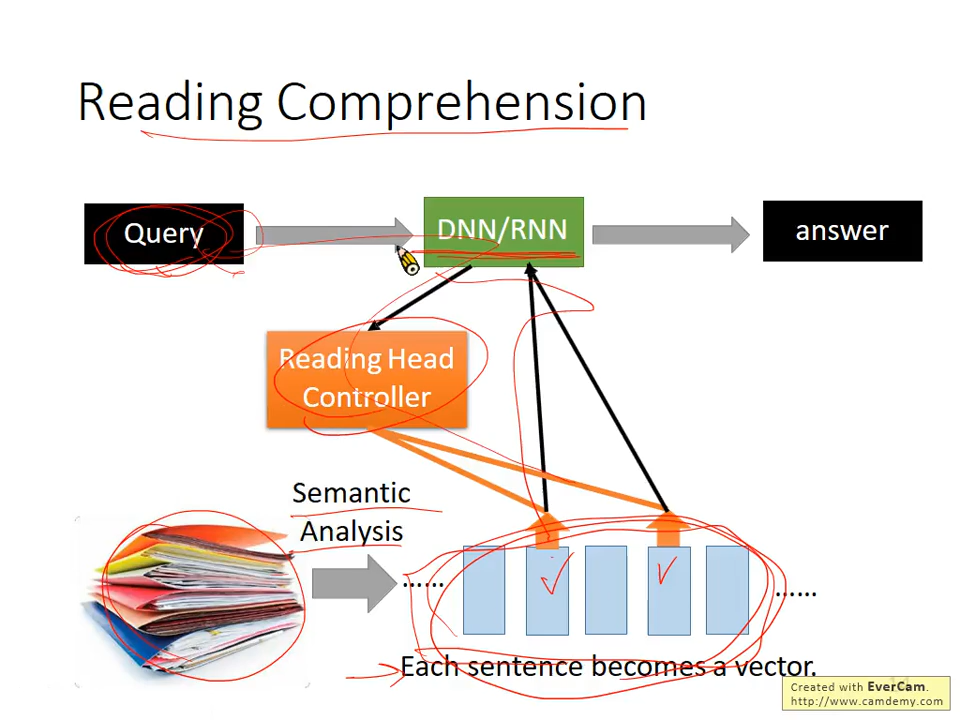 Reading Comprehension
Query
DNN/RNN
answer
Reading Head
Controller
Semantic
Analysis
......
......
Each sentence becomes a vector.
Created with EverCam.
http://www.camdemy.com